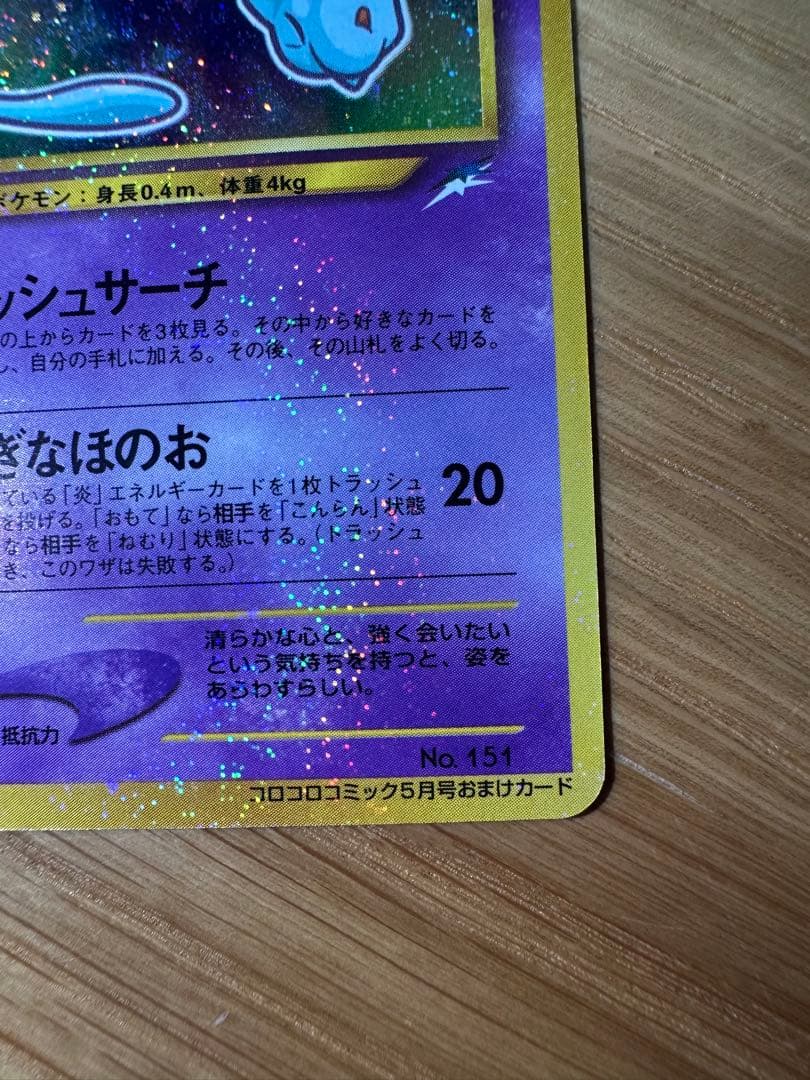 ポケモン：身長0.4m、体重4kg
ッシュサーチ
の上からカードを3枚見る。その中から好きなカードを
し、自分の手札に加える。その後、その山札をよく切る。
ぎなほのお
20
ている「炎」エネルギーカードを1枚トラッシュ
を投げる。「おもて」なら相手を「こんらん」状態
なら相手を「ねむり」状態にする。（トラッシュ
き、このワザは失敗する。）
清らかな心と、強く会いたい
という気持ちを持つと、姿を
あらわすらしい。
抵抗力
No. 151
コロコロコミック5月号おまけカード